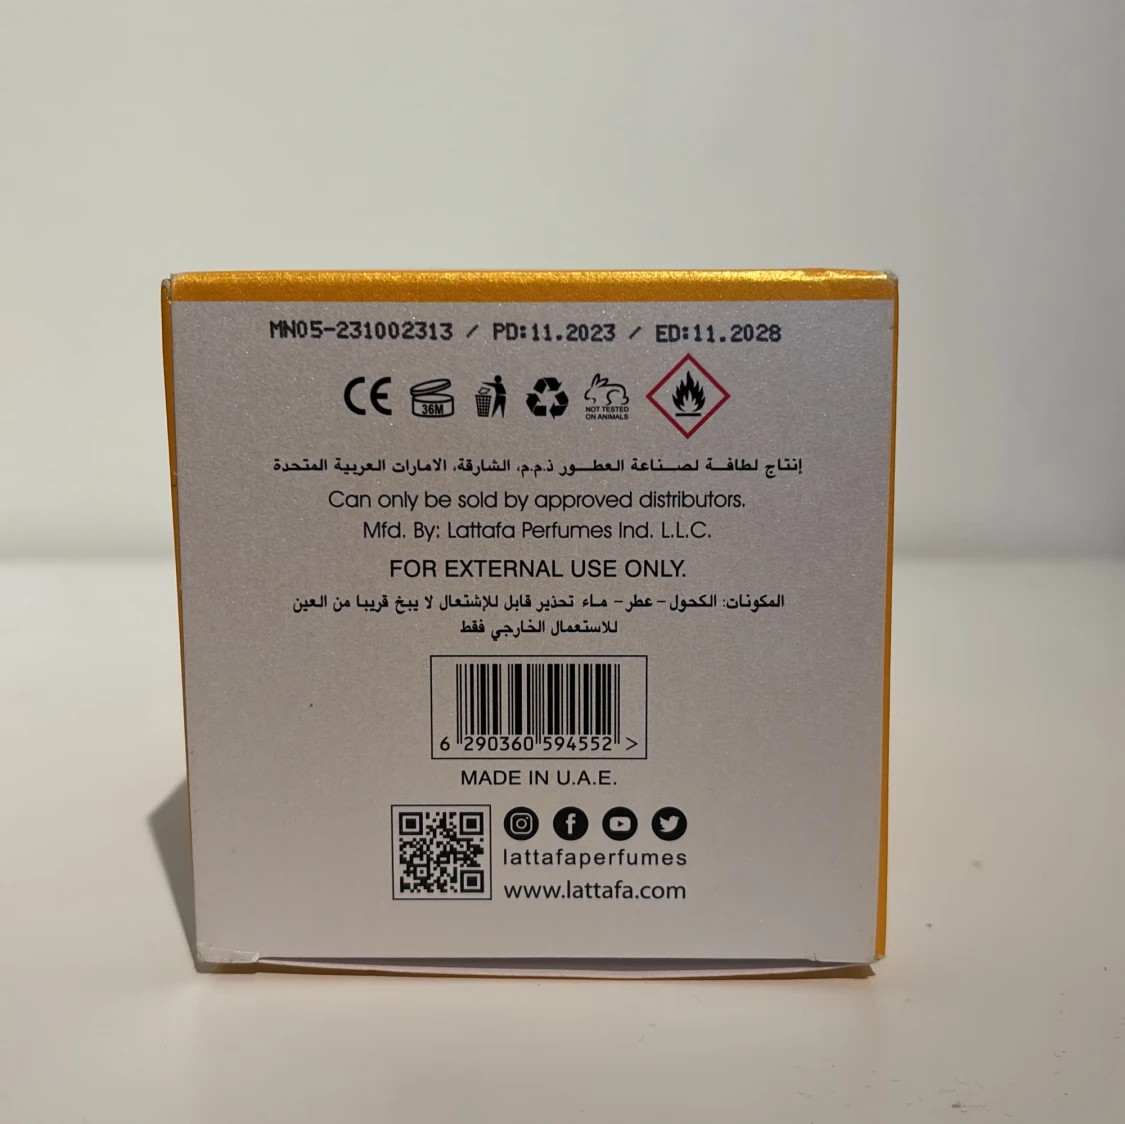 MN05-231002313 / PD:11.2023 / ED:11.2028
CE 36M NOT TESTED ON ANIMALS
إنتاج لطافة لصناعة العطور ذ.م.م، الشارقة، الامارات العربية المتحدة
Can only be sold by approved distributors.
Mfd. By: Lattafa Perfumes Ind. L.L.C.
FOR EXTERNAL USE ONLY.
المكونات: الكحول - عطر - ماء تحذير قابل للإشتعال لا يبخ قريبا من العين
للاستعمال الخارجي فقط
6 290360 594552 >
MADE IN U.A.E.
lattafaperfumes
www.lattafa.com